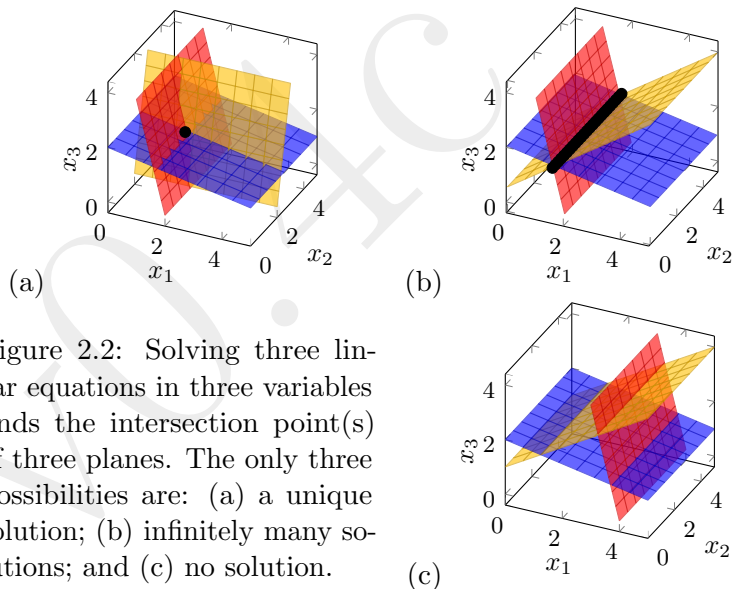 4
2
0
x3
2
4
x1
0
2
4
x2
(a)
4
2
0
x3
2
4
x1
0
2
4
x2
(b)
igure 2.2: Solving three lin-
ar equations in three variables
nds the intersection point(s)
f three planes. The only three
ossibilities are: (a) a unique
olution; (b) infinitely many so-
utions; and (c) no solution.
4
2
0
x3
0
2
4
x1
0
2
4
x2
(c)
v0.4c